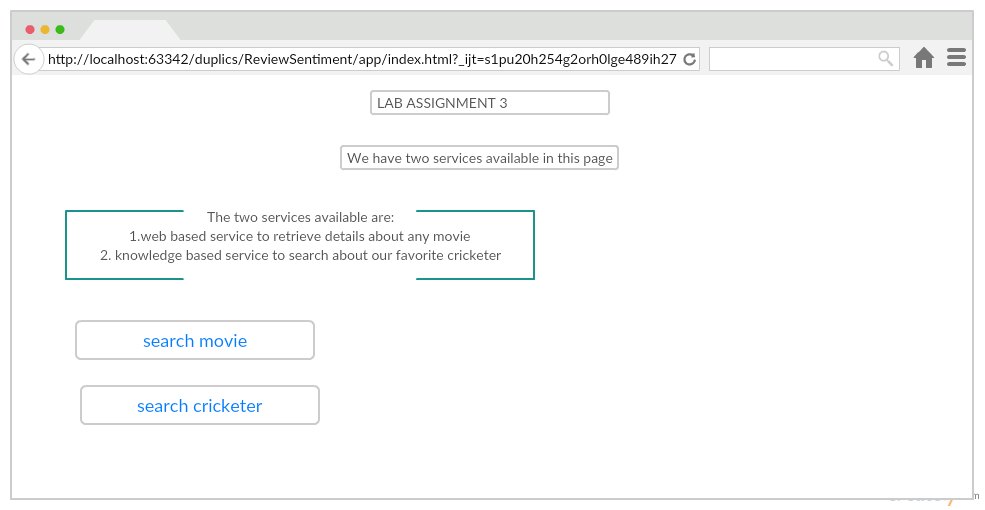 http://localhost:63342/duplics/ReviewSentiment/app/index.html?_ijt=s1pu20h254g2orh0lge489ih27
LAB ASSIGNMENT 3
We have two services available in this page
The two services available are:
1.web based service to retrieve details about any movie
2. knowledge based service to search about our favorite cricketer
search movie
search cricketer